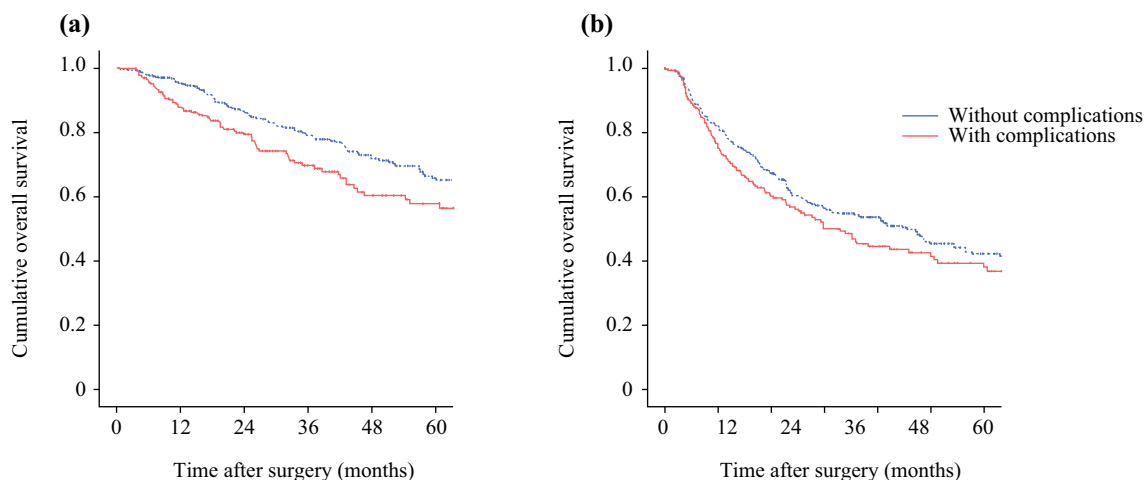 (a)
1.0
0.8
0.6
0.4
0.2
0
Cumulative overall survival
0 12 24 36 48 60
Time after surgery (months)
(b)
1.0
0.8
0.6
0.4
0.2
0
Cumulative overall survival
0 12 24 36 48 60
Time after surgery (months)
Without complications
With complications